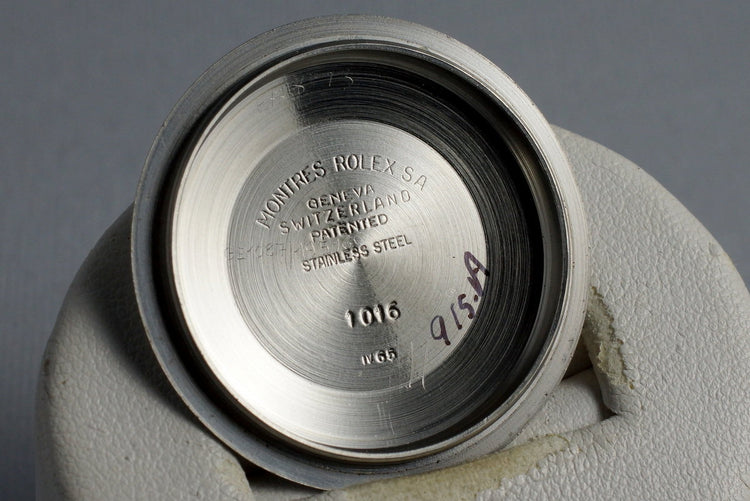 MONTRES ROLEX SA
GENEVA
SWITZERLAND
PATENTED
STAINLESS STEEL
1016
IV 65
915.A